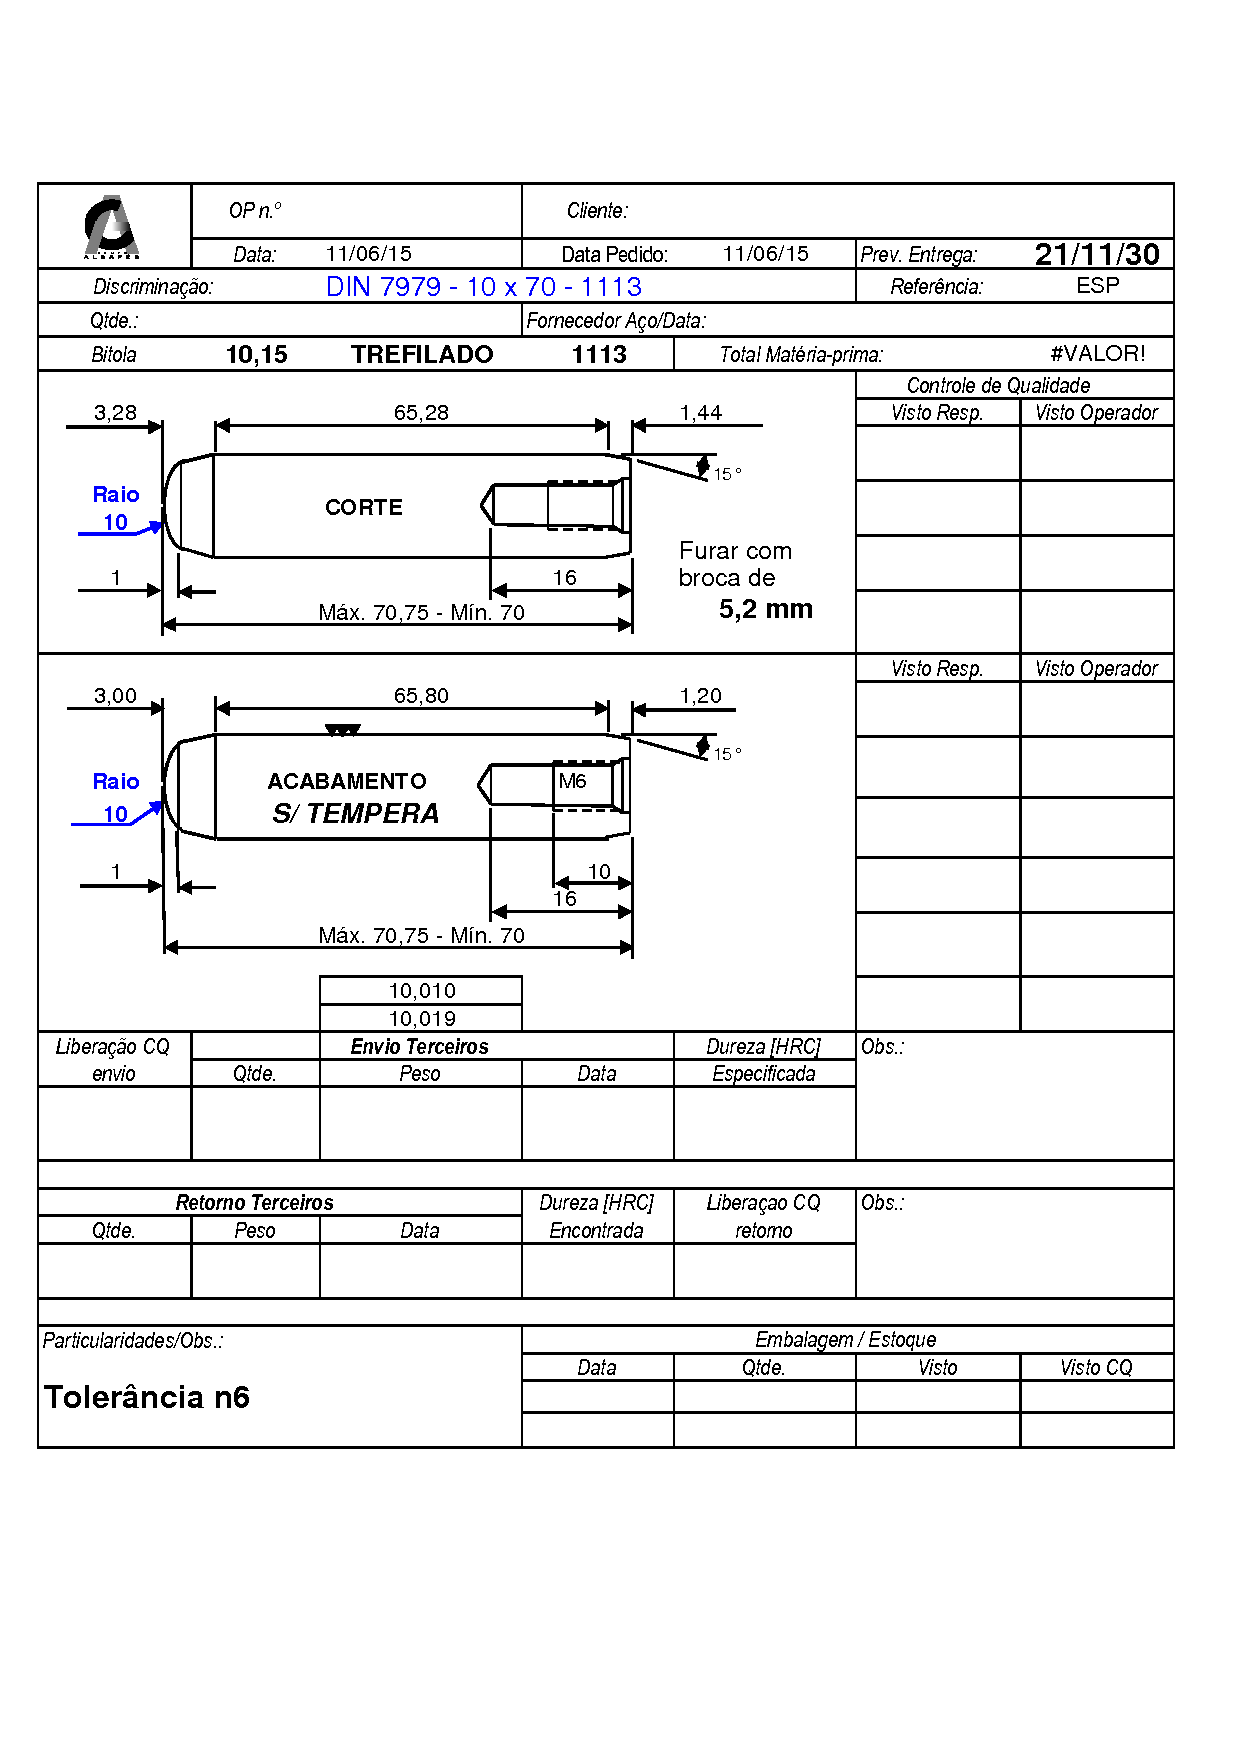 ALBAPER
OP n.º Cliente:
Data: 11/06/15 Data Pedido: 11/06/15 Prev. Entrega: 21/11/30
Discriminação: DIN 7979 - 10 x 70 - 1113 Referência: ESP
Qtde.: Fornecedor Aço/Data:
Bitola 10,15 TREFILADO 1113 Total Matéria-prima: #VALOR!
Controle de Qualidade
Visto Resp. Visto Operador
3,28 65,28 1,44
15°
Raio
10
CORTE
Furar com
broca de
5,2 mm
1 16
Máx. 70,75 - Mín. 70
Visto Resp. Visto Operador
3,00 65,80 1,20
15°
Raio
10
ACABAMENTO M6
S/ TEMPERA
1 10
16
Máx. 70,75 - Mín. 70
10,010
10,019
Liberação CQ Envio Terceiros Dureza [HRC] Obs.:
envio Qtde. Peso Data Especificada
Retorno Terceiros Dureza [HRC] Liberaçao CQ Obs.:
Qtde. Peso Data Encontrada retorno
Particularidades/Obs.: Embalagem / Estoque
Data Qtde. Visto Visto CQ
Tolerância n6